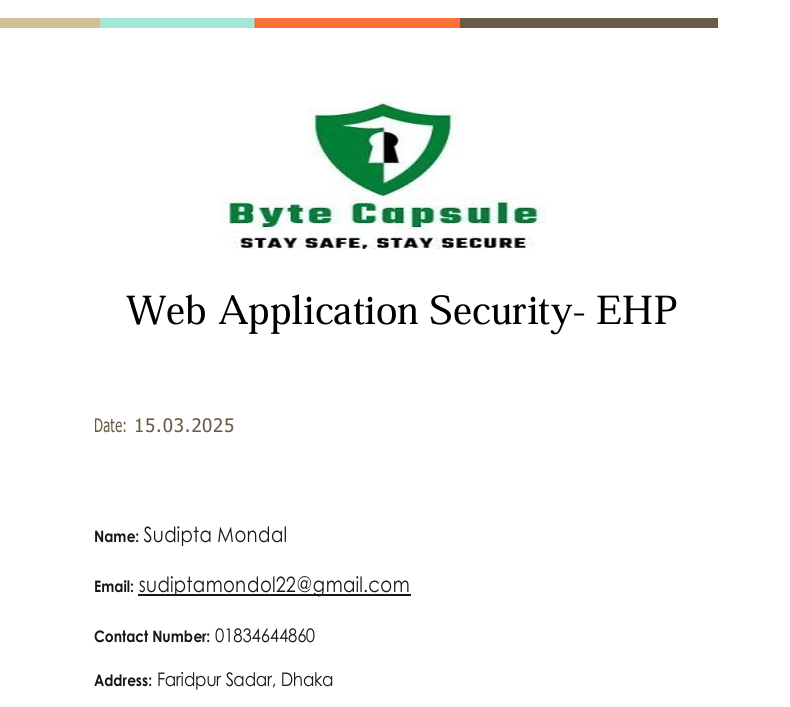 Byte Capsule
STAY SAFE, STAY SECURE
Web Application Security- EHP
Date: 15.03.2025
Name: Sudipta Mondal
Email: sudiptamondol22@gmail.com
Contact Number: 01834644860
Address: Faridpur Sadar, Dhaka